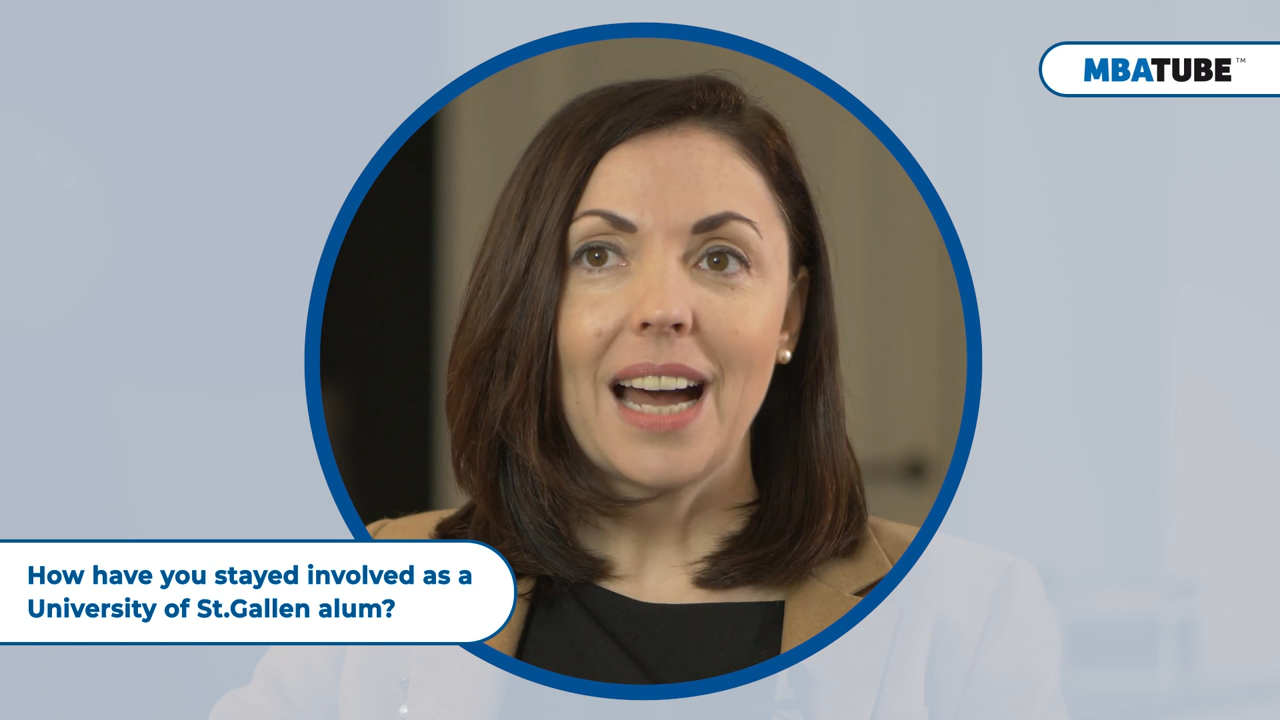 MBATUBE™
How have you stayed involved as a
University of St.Gallen alum?